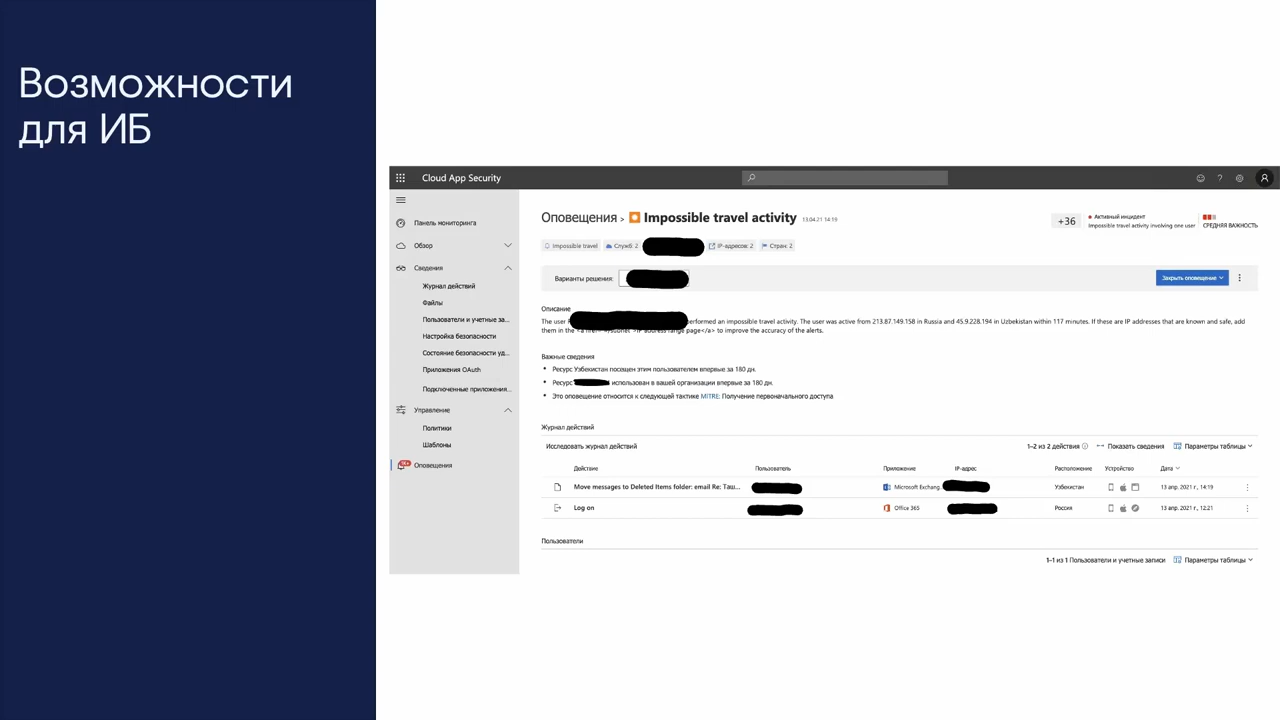 Возможности
для ИБ
Cloud App Security
Панель мониторинга
Обзор
Сведения
Журнал действий
Файлы
Пользователи и учетные за...
Настройка безопасности
Состояние безопасности уд...
Приложения OAuth
Подключенные приложения...
Управление
Политики
Шаблоны
Оповещения
Оповещения > Impossible travel activity 13.04.21 14:19
+36
Активный инцидент
Impossible travel activity involving one user
СРЕДНЯЯ ВАЖНОСТЬ
Impossible travel Служб: 2 IP-адресов: 2 Стран: 2
Варианты решения:
Закрыть оповещение
Описание
The user performed an impossible travel activity. The user was active from 213.87.149.158 in Russia and 45.9.228.194 in Uzbekistan within 117 minutes. If these are IP addresses that are known and safe, add
them in the IP address range page</a> to improve the accuracy of the alerts.
Важные сведения
• Ресурс Узбекистан посещен этим пользователем впервые за 180 дн.
• Ресурс использован в вашей организации впервые за 180 дн.
• Это оповещение относится к следующей тактике MITRE: Получение первоначального доступа
Журнал действий
Исследовать журнал действий 1–2 из 2 действия Показать сведения Параметры таблицы
Действие Пользователь Приложение IP-адрес Расположение Устройство Дата
Move messages to Deleted Items folder: email Re: Таш... Microsoft Exchang Узбекистан 13 апр. 2021 г., 14:19
Log on Office 365 Россия 13 апр. 2021 г., 12:21
Пользователи
1–1 из 1 Пользователи и учетные записи Параметры таблицы